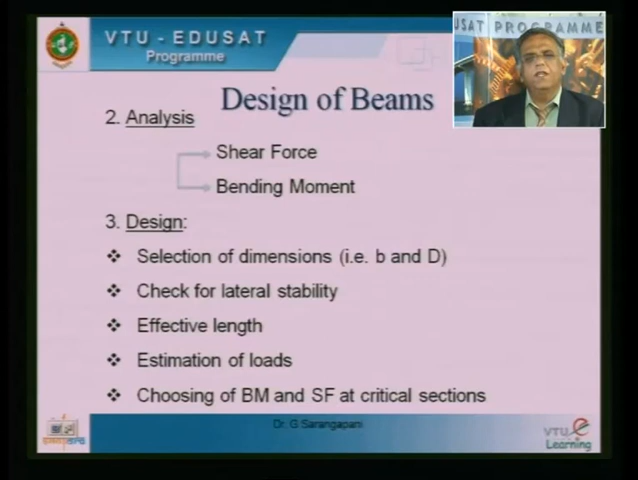 VTU - EDUSAT
Programme
USAT PROGRAMME
Design of Beams
2. Analysis
Shear Force
Bending Moment
3. Design:
❖ Selection of dimensions (i.e. b and D)
❖ Check for lateral stability
❖ Effective length
❖ Estimation of loads
❖ Choosing of BM and SF at critical sections
Dr. G Sarangapani
VTU e
Learning